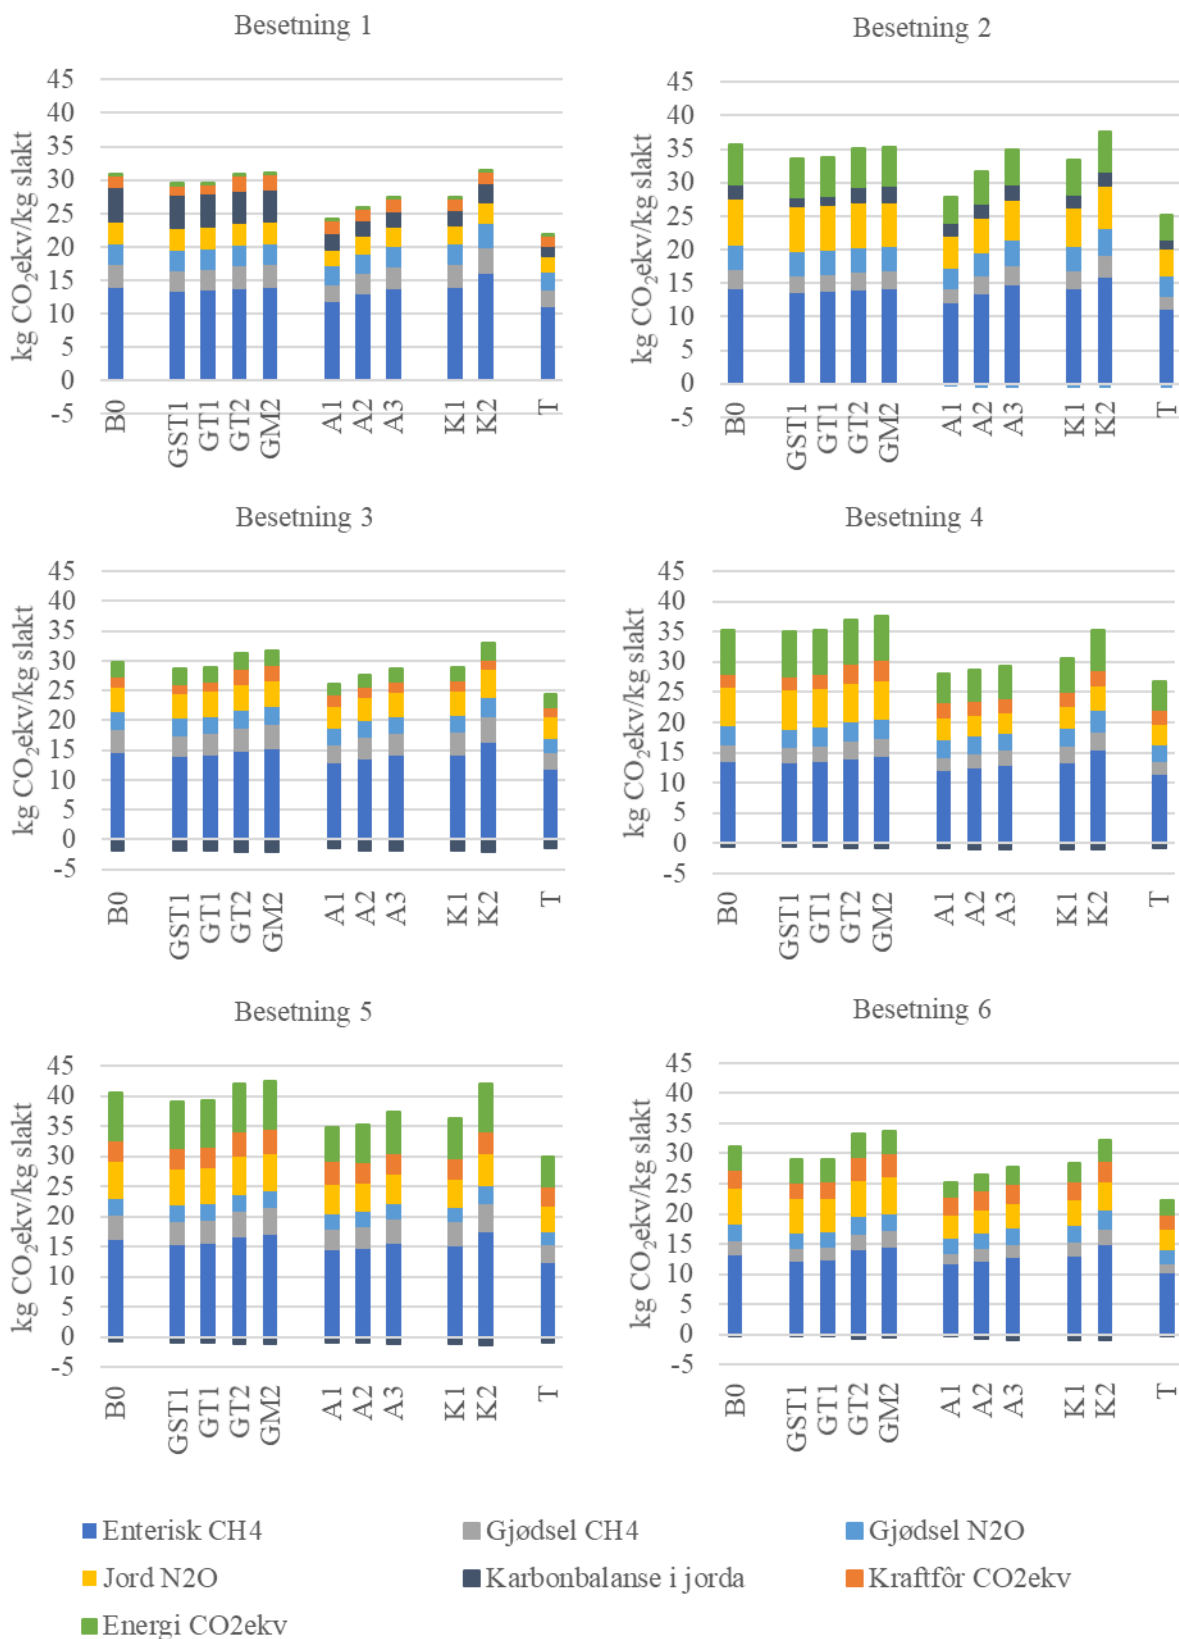 Besetning 1
kg CO₂ekv/kg slakt
45
40
35
30
25
20
15
10
5
0
-5
B0
GST1
GT1
GT2
GM2
A1
A2
A3
K1
K2
T
Besetning 2
kg CO₂ekv/kg slakt
45
40
35
30
25
20
15
10
5
0
-5
B0
GST1
GT1
GT2
GM2
A1
A2
A3
K1
K2
T
Besetning 3
kg CO₂ekv/kg slakt
45
40
35
30
25
20
15
10
5
0
-5
B0
GST1
GT1
GT2
GM2
A1
A2
A3
K1
K2
T
Besetning 4
kg CO₂ekv/kg slakt
45
40
35
30
25
20
15
10
5
0
-5
B0
GST1
GT1
GT2
GM2
A1
A2
A3
K1
K2
T
Besetning 5
kg CO₂ekv/kg slakt
45
40
35
30
25
20
15
10
5
0
-5
B0
GST1
GT1
GT2
GM2
A1
A2
A3
K1
K2
T
Besetning 6
kg CO₂ekv/kg slakt
45
40
35
30
25
20
15
10
5
0
-5
B0
GST1
GT1
GT2
GM2
A1
A2
A3
K1
K2
T
Enterisk CH4
Gjødsel CH4
Gjødsel N2O
Jord N2O
Karbonbalanse i jorda
Kraftfôr CO2ekv
Energi CO2ekv